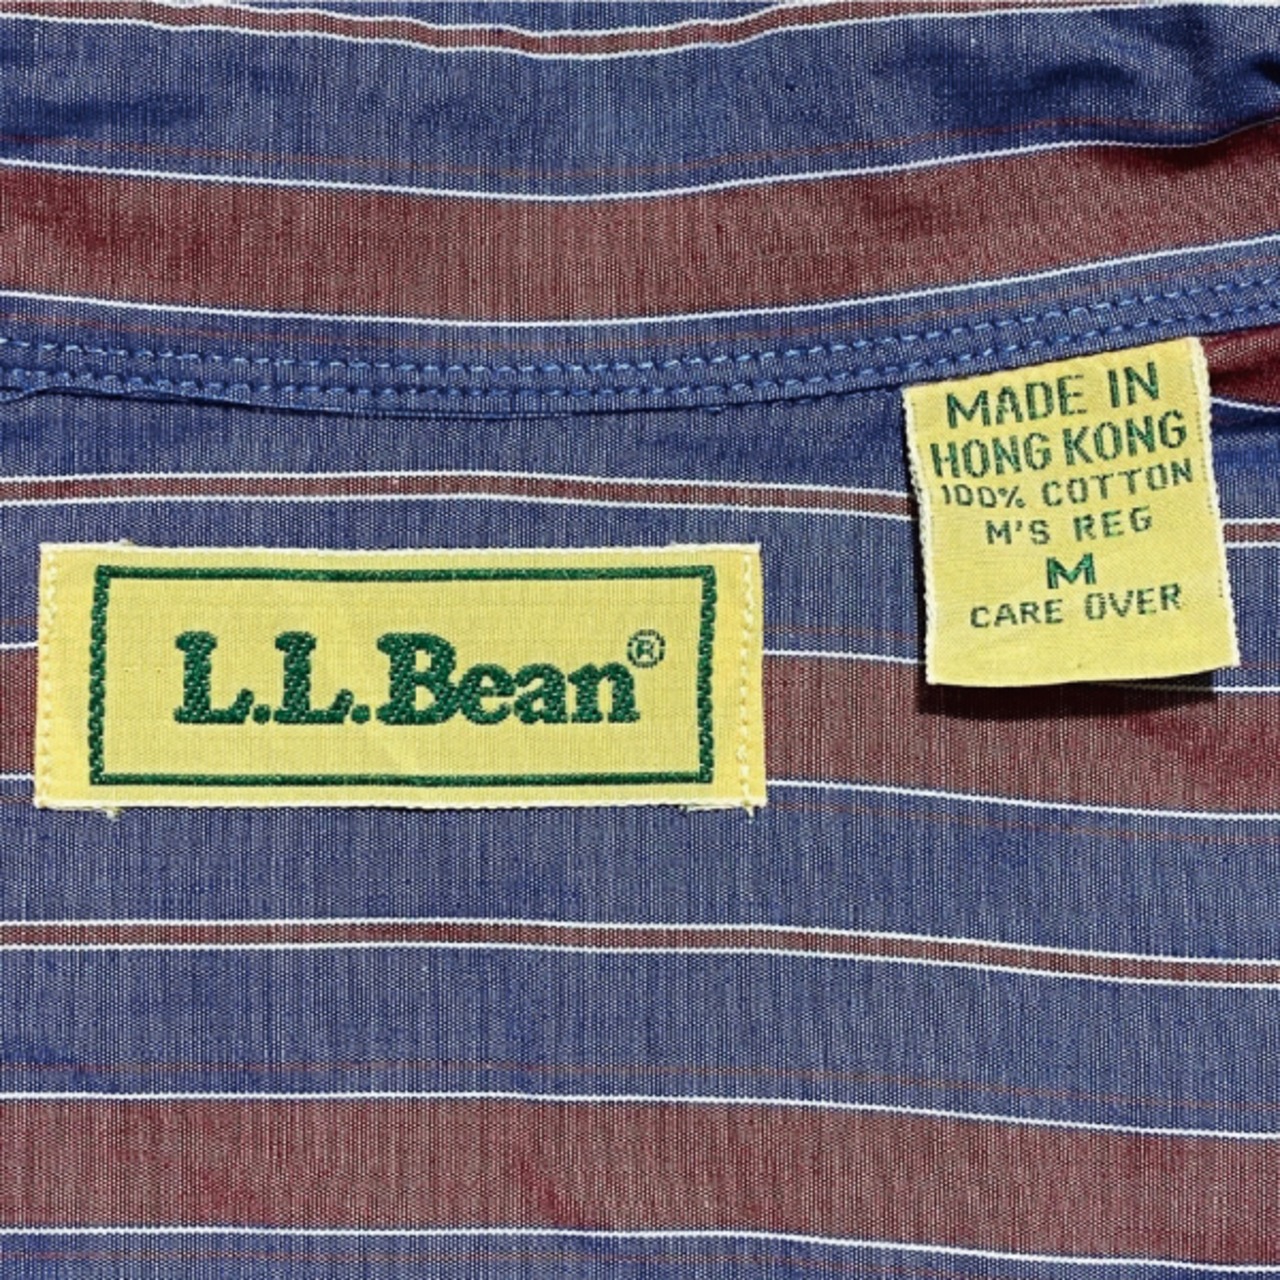 MADE IN
HONG KONG
100% COTTON
M'S REG
M
CARE OVER
L.L.Bean®